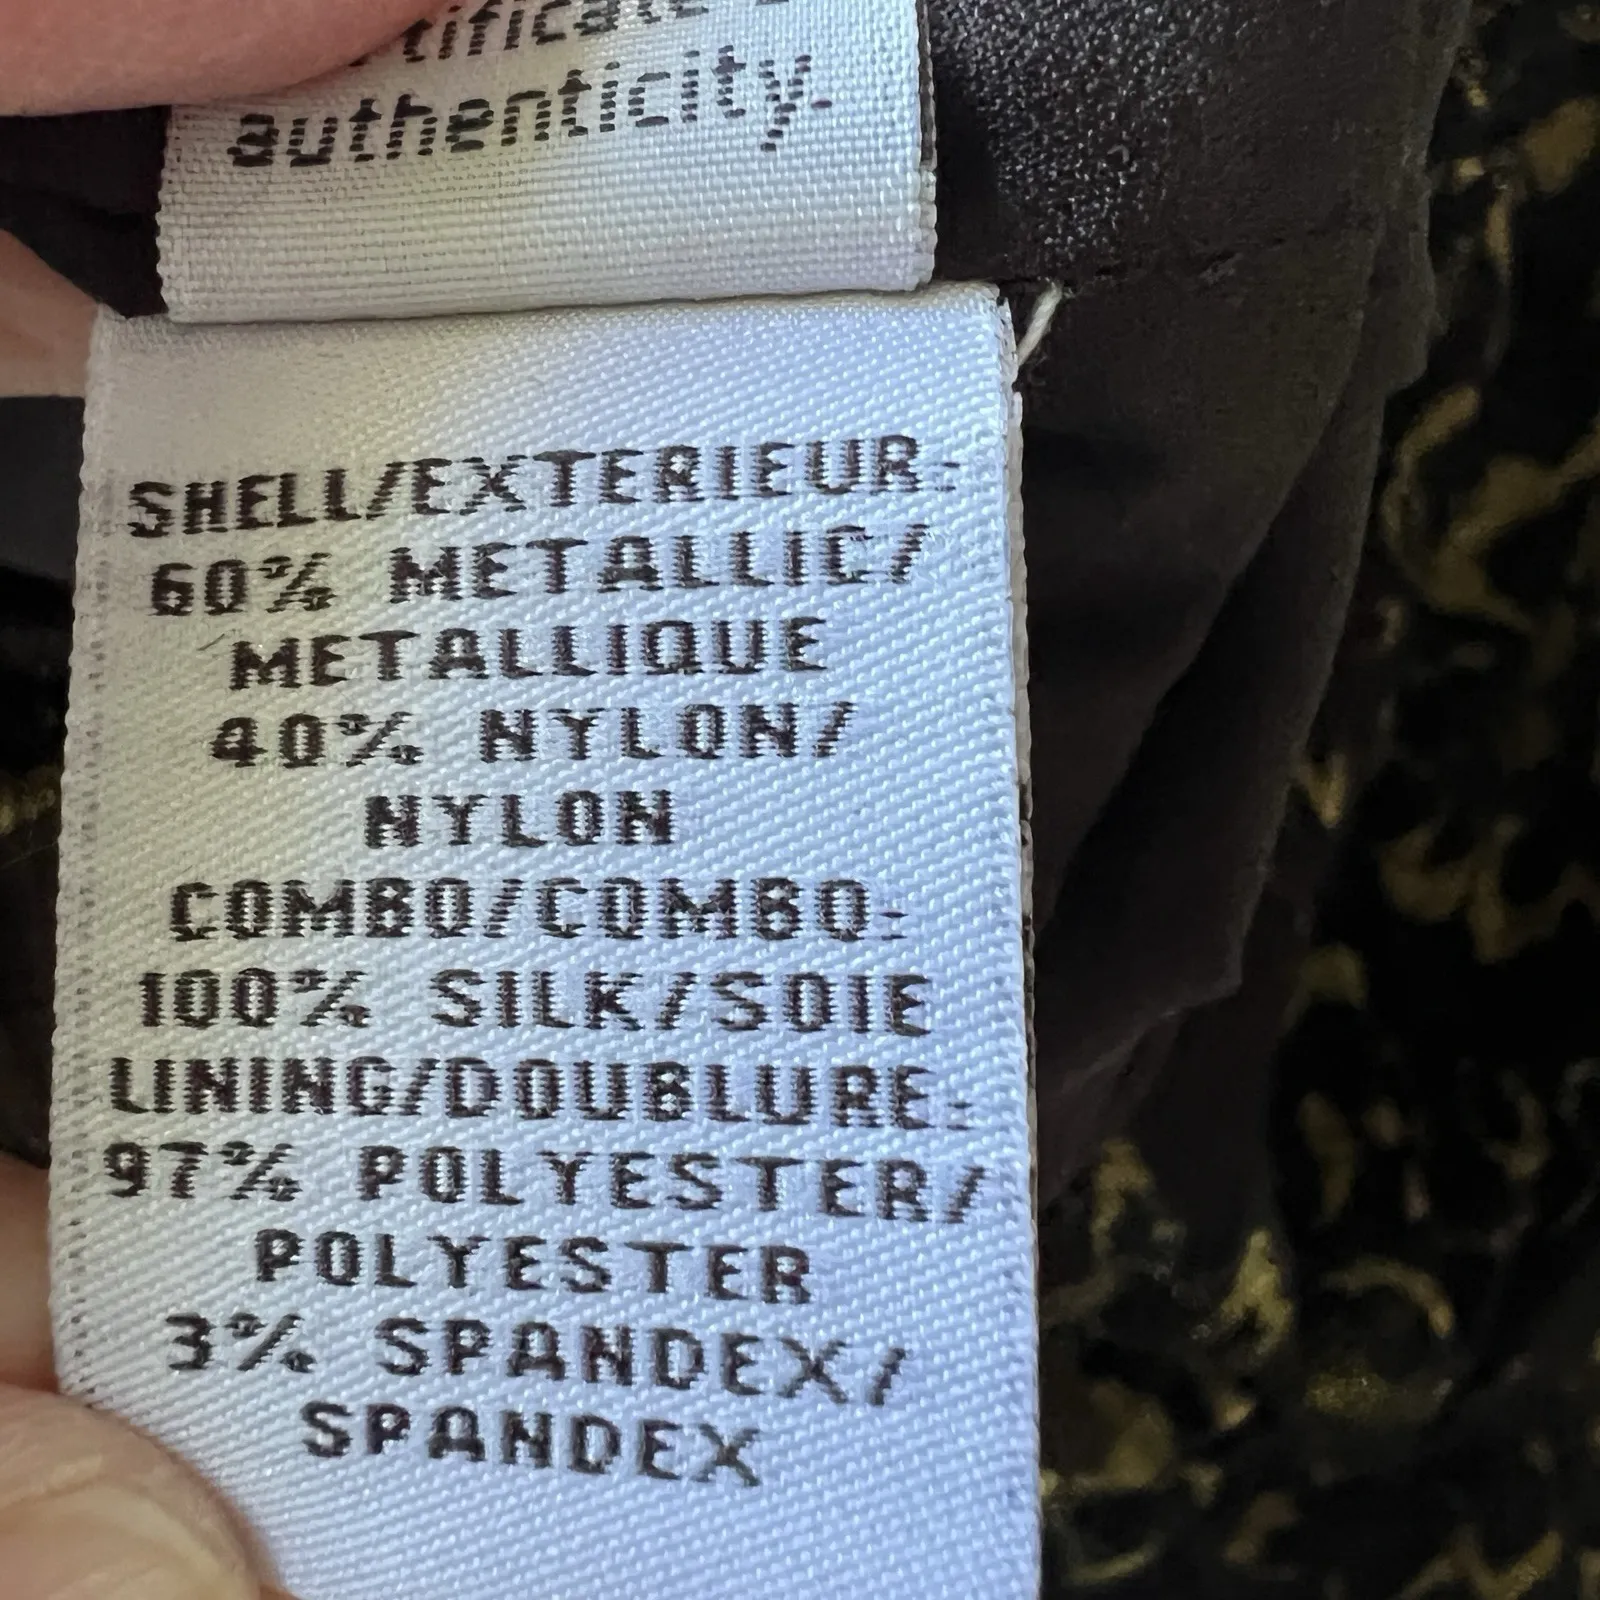 authenticity.
SHELL/EXTERIEUR:
60% METALLIC/
METALLIQUE
40% NYLON/
NYLON
COMBO/COMBO:
100% SILK/SOIE
LINING/DOUBLURE:
97% POLYESTER/
POLYESTER
3% SPANDEX/
SPANDEX